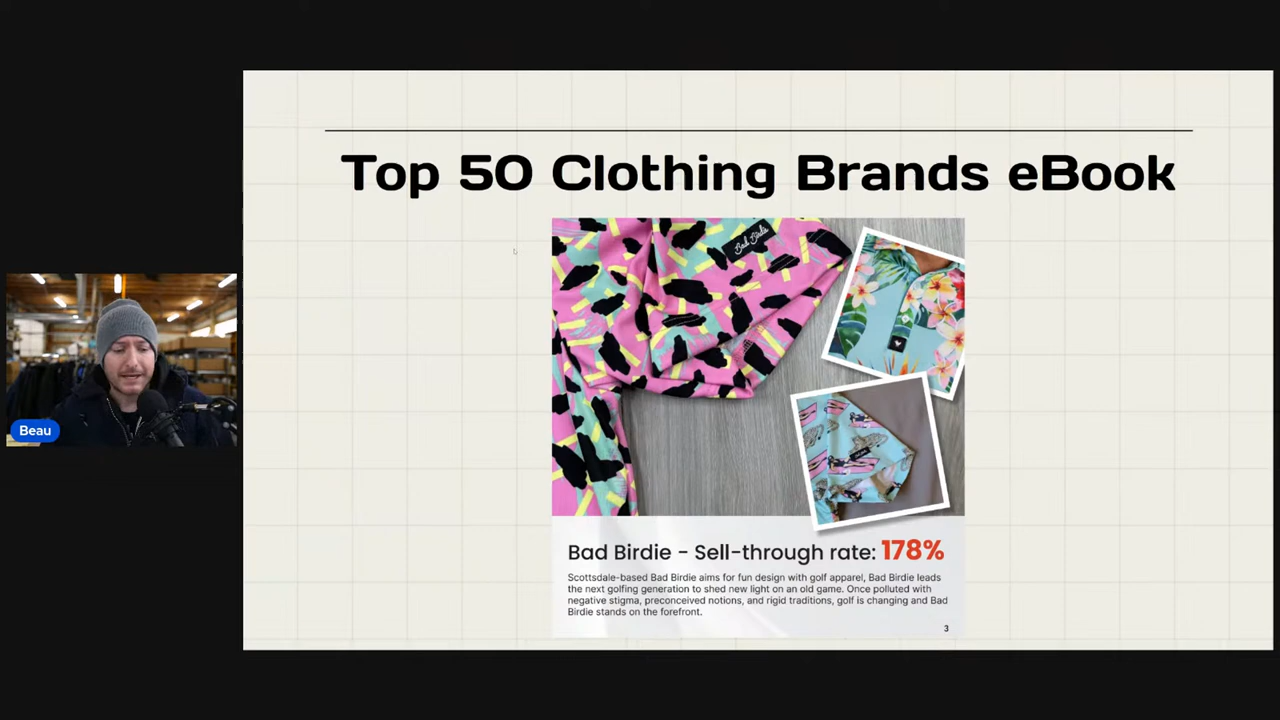 Top 50 Clothing Brands eBook
Bad Birdie
Beau
Bad Birdie - Sell-through rate: 178%
Scottsdale-based Bad Birdie aims for fun design with golf apparel, Bad Birdie leads
the next golfing generation to shed new light on an old game. Once polluted with
negative stigma, preconceived notions, and rigid traditions, golf is changing and Bad
Birdie stands on the forefront.
3